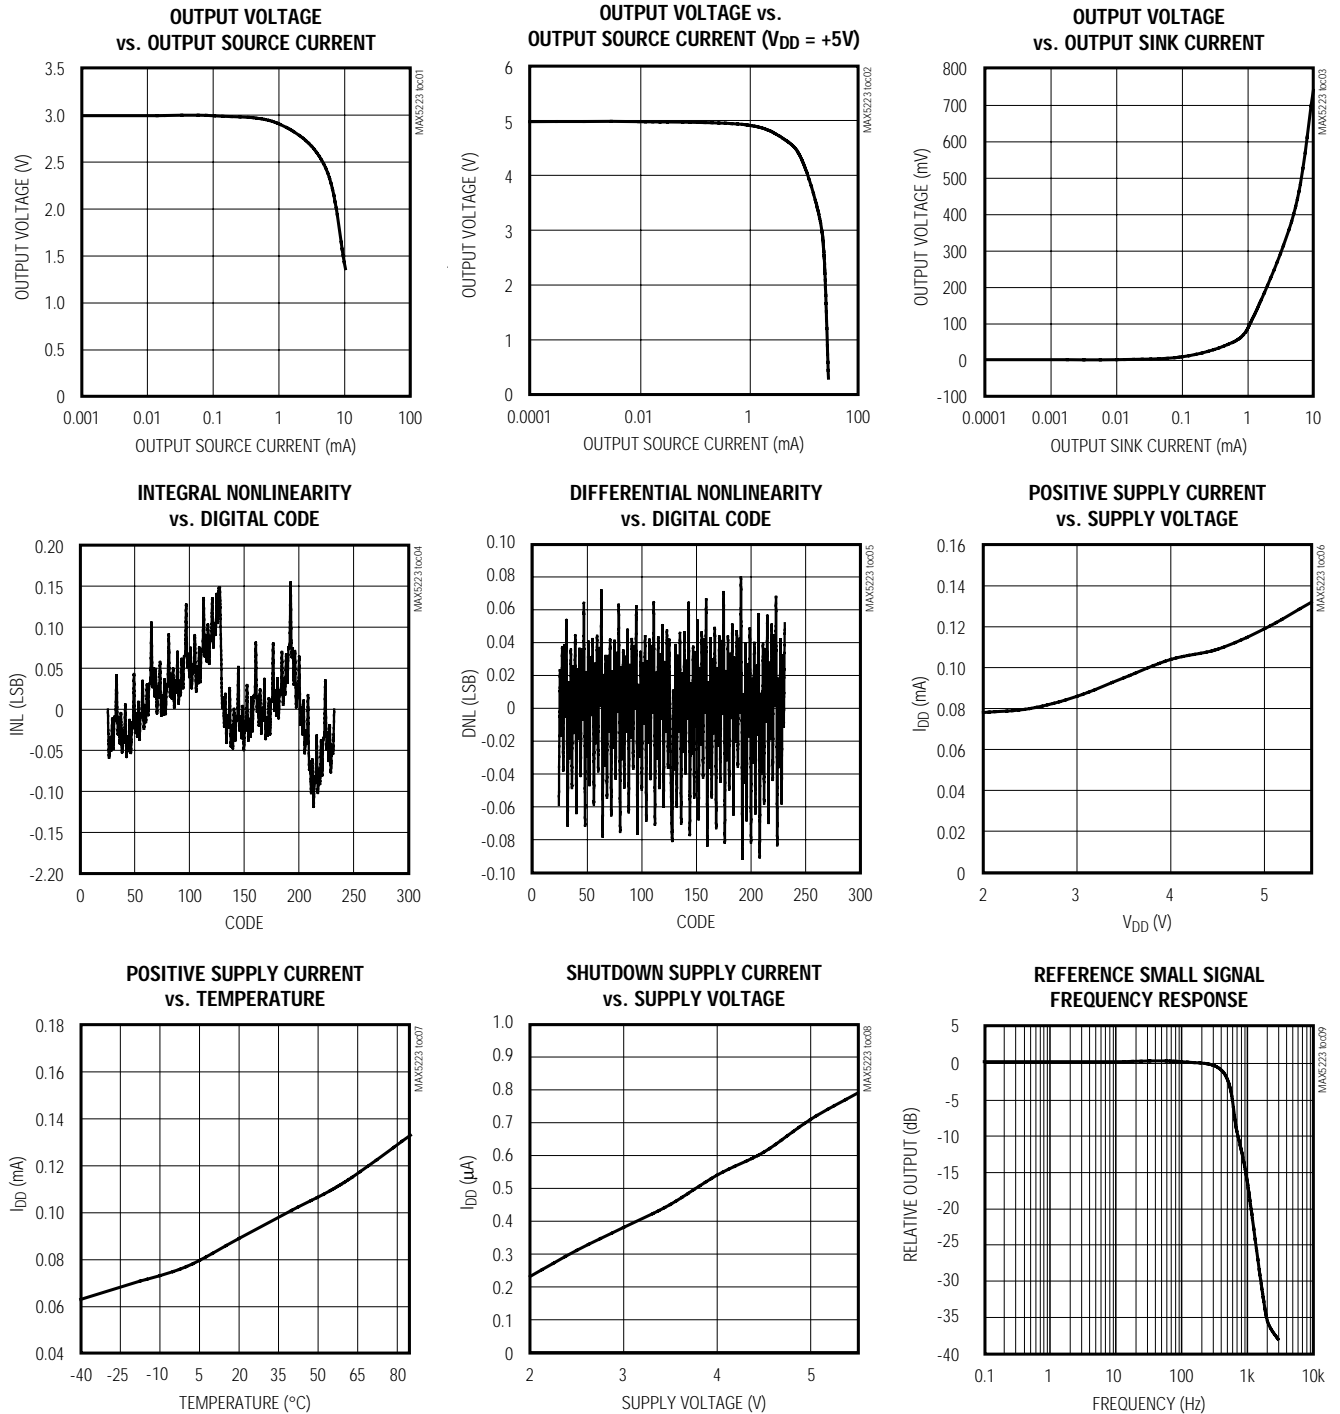 OUTPUT VOLTAGE
vs. OUTPUT SOURCE CURRENT
MAX5223 toc01
3.5
3.0
2.5
2.0
1.5
1.0
0.5
0
OUTPUT VOLTAGE (V)
0.001 0.01 0.1 1 10 100
OUTPUT SOURCE CURRENT (mA)
OUTPUT VOLTAGE vs.
OUTPUT SOURCE CURRENT (VDD = +5V)
MAX5223 toc02
6
5
4
3
2
1
0
OUTPUT VOLTAGE (V)
0.0001 0.01 1 100
OUTPUT SOURCE CURRENT (mA)
OUTPUT VOLTAGE
vs. OUTPUT SINK CURRENT
MAX5223 toc03
800
700
600
500
400
300
200
100
0
-100
OUTPUT VOLTAGE (mV)
0.0001 0.001 0.01 0.1 1 10
OUTPUT SINK CURRENT (mA)
INTEGRAL NONLINEARITY
vs. DIGITAL CODE
MAX5223 toc04
0.20
0.15
0.10
0.05
0
-0.05
-0.10
-0.15
-2.20
INL (LSB)
0 50 100 150 200 250 300
CODE
DIFFERENTIAL NONLINEARITY
vs. DIGITAL CODE
MAX5223 toc05
0.10
0.08
0.06
0.04
0.02
0
-0.02
-0.04
-0.06
-0.08
-0.10
DNL (LSB)
0 50 100 150 200 250 300
CODE
POSITIVE SUPPLY CURRENT
vs. SUPPLY VOLTAGE
MAX5223 toc06
0.16
0.14
0.12
0.10
0.08
0.06
0.04
0.02
0
IDD (mA)
2 3 4 5
VDD (V)
POSITIVE SUPPLY CURRENT
vs. TEMPERATURE
MAX5223 toc07
0.18
0.16
0.14
0.12
0.10
0.08
0.06
0.04
IDD (mA)
-40 -25 -10 5 20 35 50 65 80
TEMPERATURE (°C)
SHUTDOWN SUPPLY CURRENT
vs. SUPPLY VOLTAGE
MAX5223 toc08
1.0
0.9
0.8
0.7
0.6
0.5
0.4
0.3
0.2
0.1
0
IDD (μA)
2 3 4 5
SUPPLY VOLTAGE (V)
REFERENCE SMALL SIGNAL
FREQUENCY RESPONSE
MAX5223 toc09
5
0
-5
-10
-15
-20
-25
-30
-35
-40
RELATIVE OUTPUT (dB)
0.1 1 10 100 1k 10k
FREQUENCY (Hz)